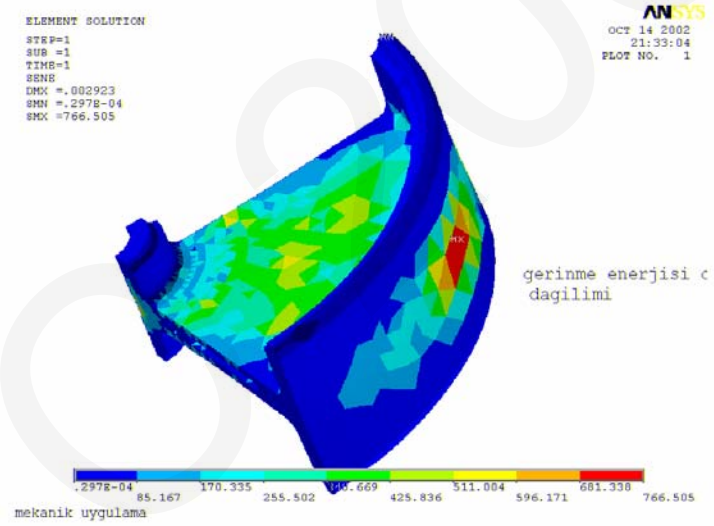 ELEMENT SOLUTION
STEP=1
SUB =1
TIME=1
SENE
DMX =.002923
SMN =.297E-04
SMX =766.505
ANSYS
OCT 14 2002
21:33:04
PLOT NO. 1
MN
MX
gerinme enerjisi
dagilimi
.297E-04
85.167
170.335
255.502
425.836
511.004
596.171
681.338
766.505
mekanik uygulama